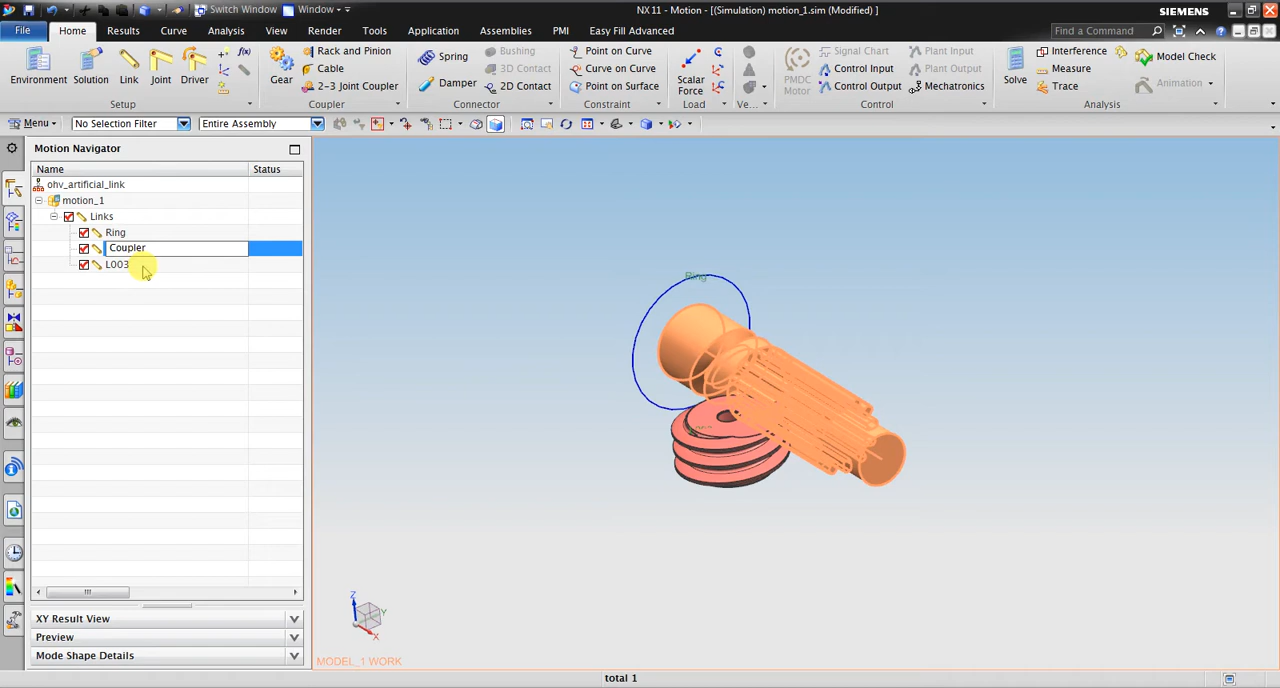 Switch Window Window
NX 11 - Motion - [(Simulation) motion_1.sim (Modified) ]
SIEMENS
File Home Results Curve Analysis View Render Tools Application Assemblies PMI Easy Fill Advanced
Find a Command
Environment Solution Link Joint Driver
f(x)
Setup
Gear
Rack and Pinion
Cable
2-3 Joint Coupler
Coupler
Spring
Damper
Bushing
3D Contact
2D Contact
Connector
Point on Curve
Curve on Curve
Point on Surface
Constraint
Scalar Force
Load
Ve...
PMDC Motor
Signal Chart
Control Input
Control Output
Plant Input
Plant Output
Mechatronics
Control
Solve
Interference
Measure
Trace
Model Check
Animation
Analysis
Menu No Selection Filter Entire Assembly
Motion Navigator
Name Status
ohv_artificial_link
motion_1
Links
Ring
Coupler
L003
Ring
Z
Y
X
XY Result View
Preview
Mode Shape Details
MODEL_1 WORK
total 1